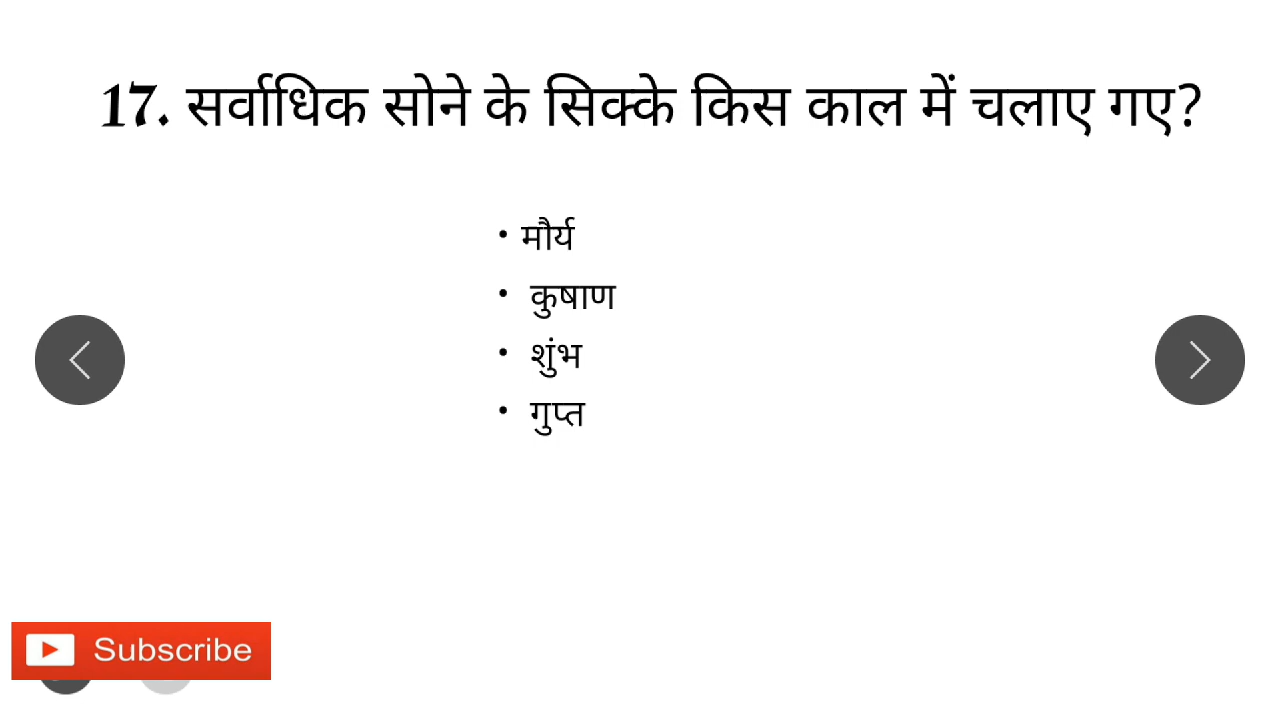 17. सर्वाधिक सोने के सिक्के किस काल में चलाए गए?
• मौर्य
• कुषाण
• शुंभ
• गुप्त
Subscribe